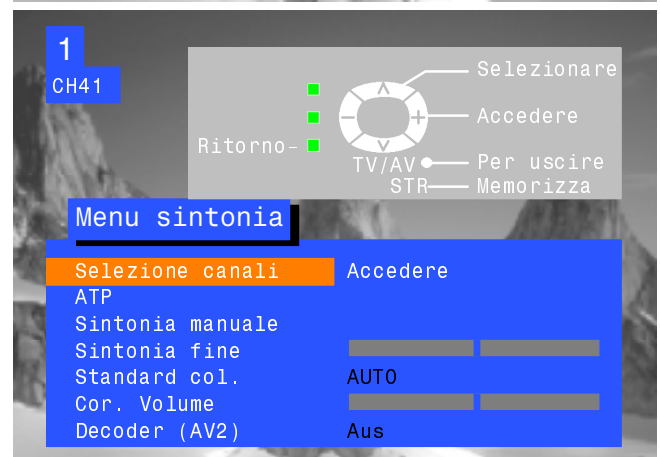 1
CH41
Selezionare
Accedere
Ritorno
Per uscire
TV/AV
STR
Memorizza
Menu sintonia
Selezione canali Accedere
ATP
Sintonia manuale
Sintonia fine
Standard col. AUTO
Cor. Volume
Decoder (AV2) Aus